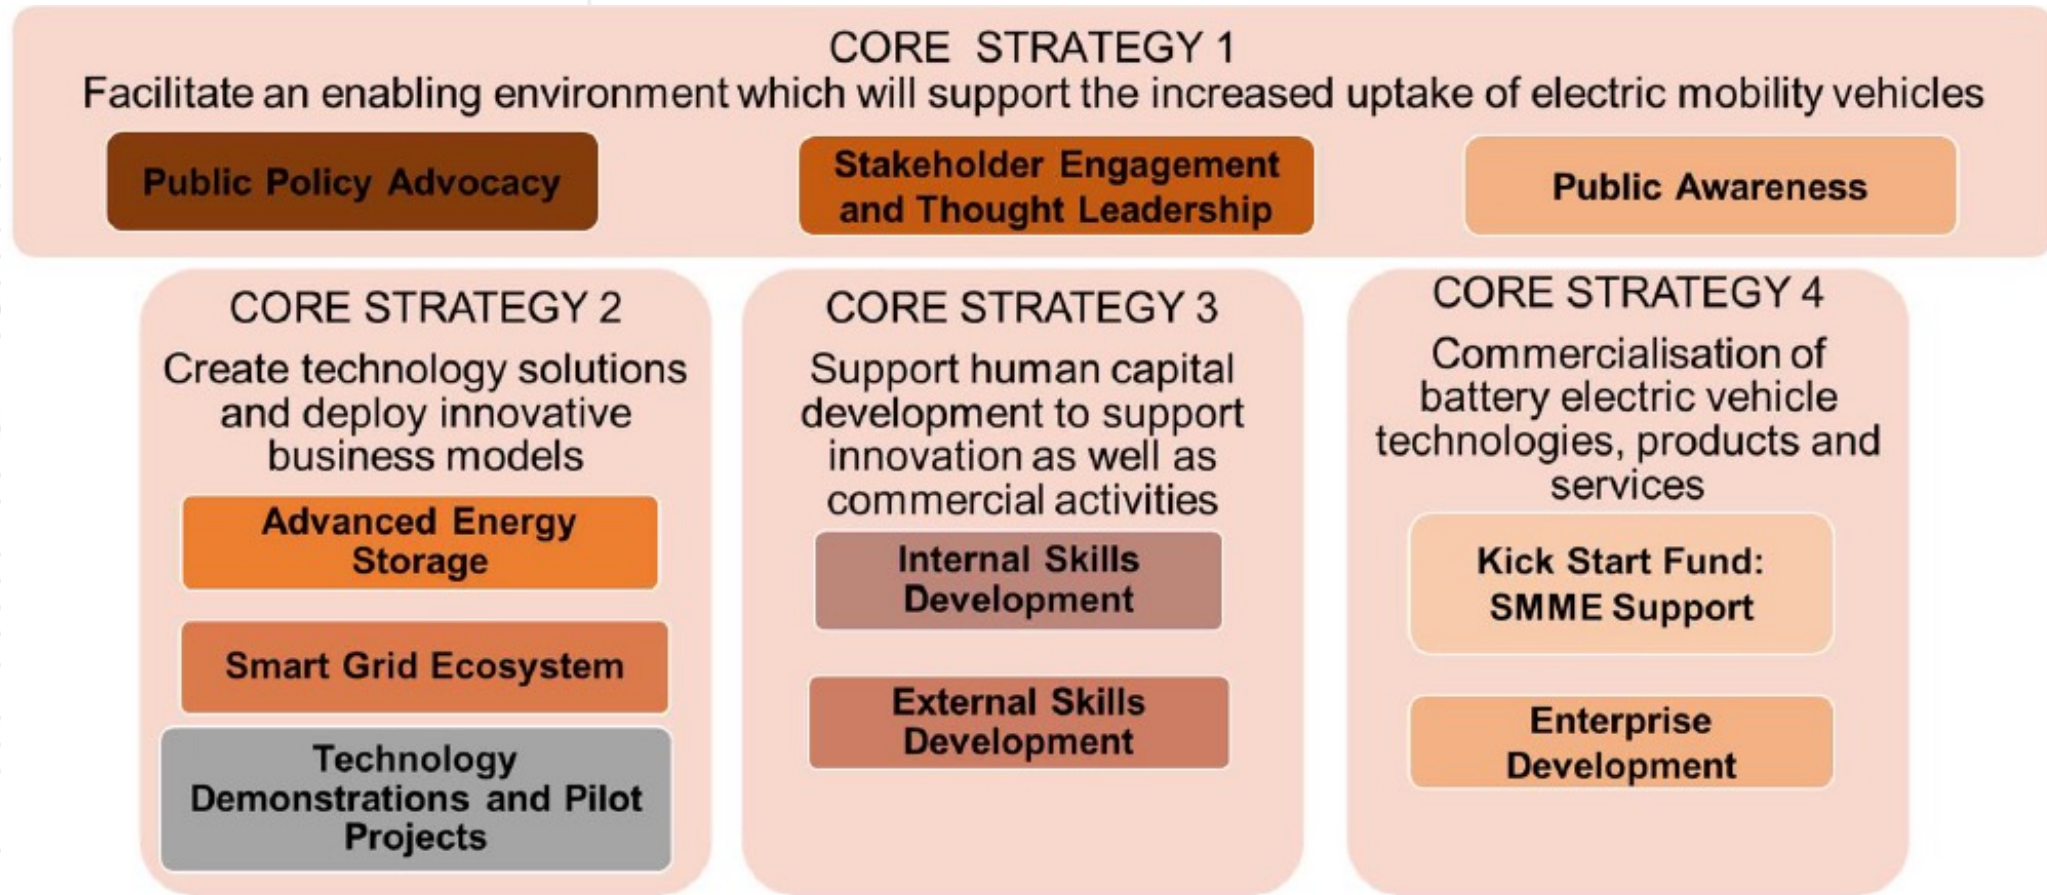 CORE STRATEGY 1
Facilitate an enabling environment which will support the increased uptake of electric mobility vehicles
Public Policy Advocacy
Stakeholder Engagement
and Thought Leadership
Public Awareness
CORE STRATEGY 2
Create technology solutions
and deploy innovative
business models
Advanced Energy
Storage
Smart Grid Ecosystem
Technology
Demonstrations and Pilot
Projects
CORE STRATEGY 3
Support human capital
development to support
innovation as well as
commercial activities
Internal Skills
Development
External Skills
Development
CORE STRATEGY 4
Commercialisation of
battery electric vehicle
technologies, products and
services
Kick Start Fund:
SMME Support
Enterprise
Development